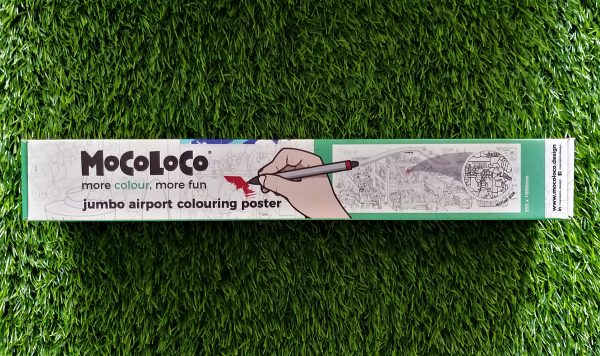 MoCoLoCo®
more colour, more fun
jumbo airport colouring poster
www.mocoloco.design